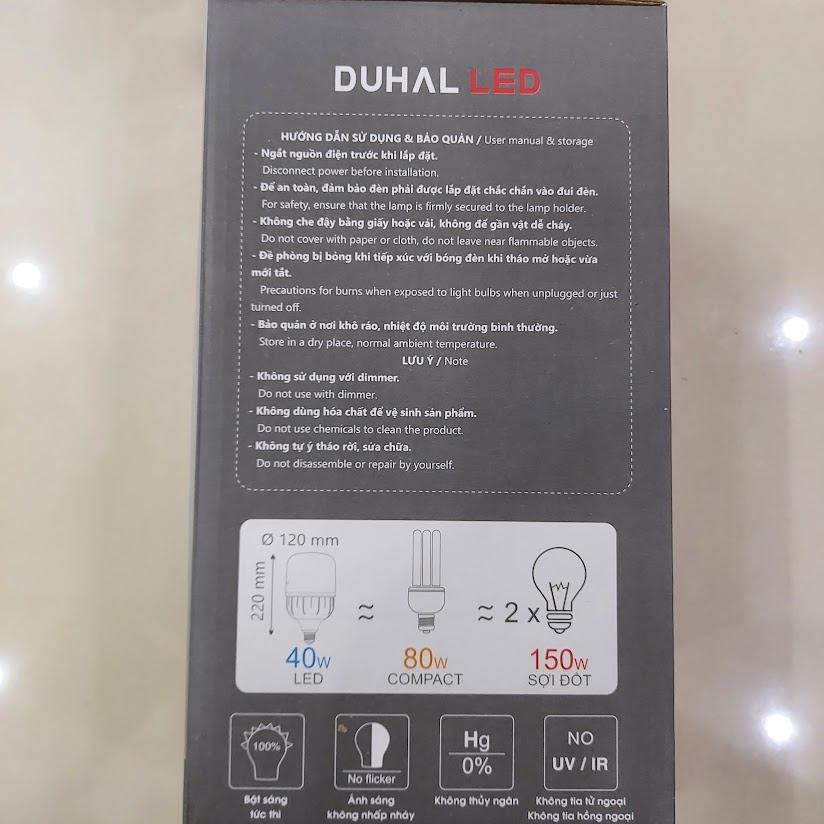 DUHAL LED
HƯỚNG DẪN SỬ DỤNG & BẢO QUẢN / User manual & storage
- Ngắt nguồn điện trước khi lắp đặt.
Disconnect power before installation.
- Để an toàn, đảm bảo đèn phải được lắp đặt chắc chắn vào đui đèn.
For safety, ensure that the lamp is firmly secured to the lamp holder.
- Không che đậy bằng giấy hoặc vải, không để gần vật dễ cháy.
Do not cover with paper or cloth, do not leave near flammable objects.
- Đề phòng bị bỏng khi tiếp xúc với bóng đèn khi tháo mở hoặc vừa
mới tắt.
Precautions for burns when exposed to light bulbs when unplugged or just
turned off.
- Bảo quản ở nơi khô ráo, nhiệt độ môi trường bình thường.
Store in a dry place, normal ambient temperature.
LƯU Ý / Note
- Không sử dụng với dimmer.
Do not use with dimmer.
- Không dùng hóa chất để vệ sinh sản phẩm.
Do not use chemicals to clean the product.
- Không tự ý tháo rời, sửa chữa.
Do not disassemble or repair by yourself.
Ø 120 mm
220 mm
≈ ≈ 2 x
40W 80W 150W
LED COMPACT SỢI ĐỐT
100% No flicker Hg 0% NO UV / IR
Bật sáng Ánh sáng Không thủy ngân Không tia tử ngoại
tức thì không nhấp nháy Không tia hồng ngoại